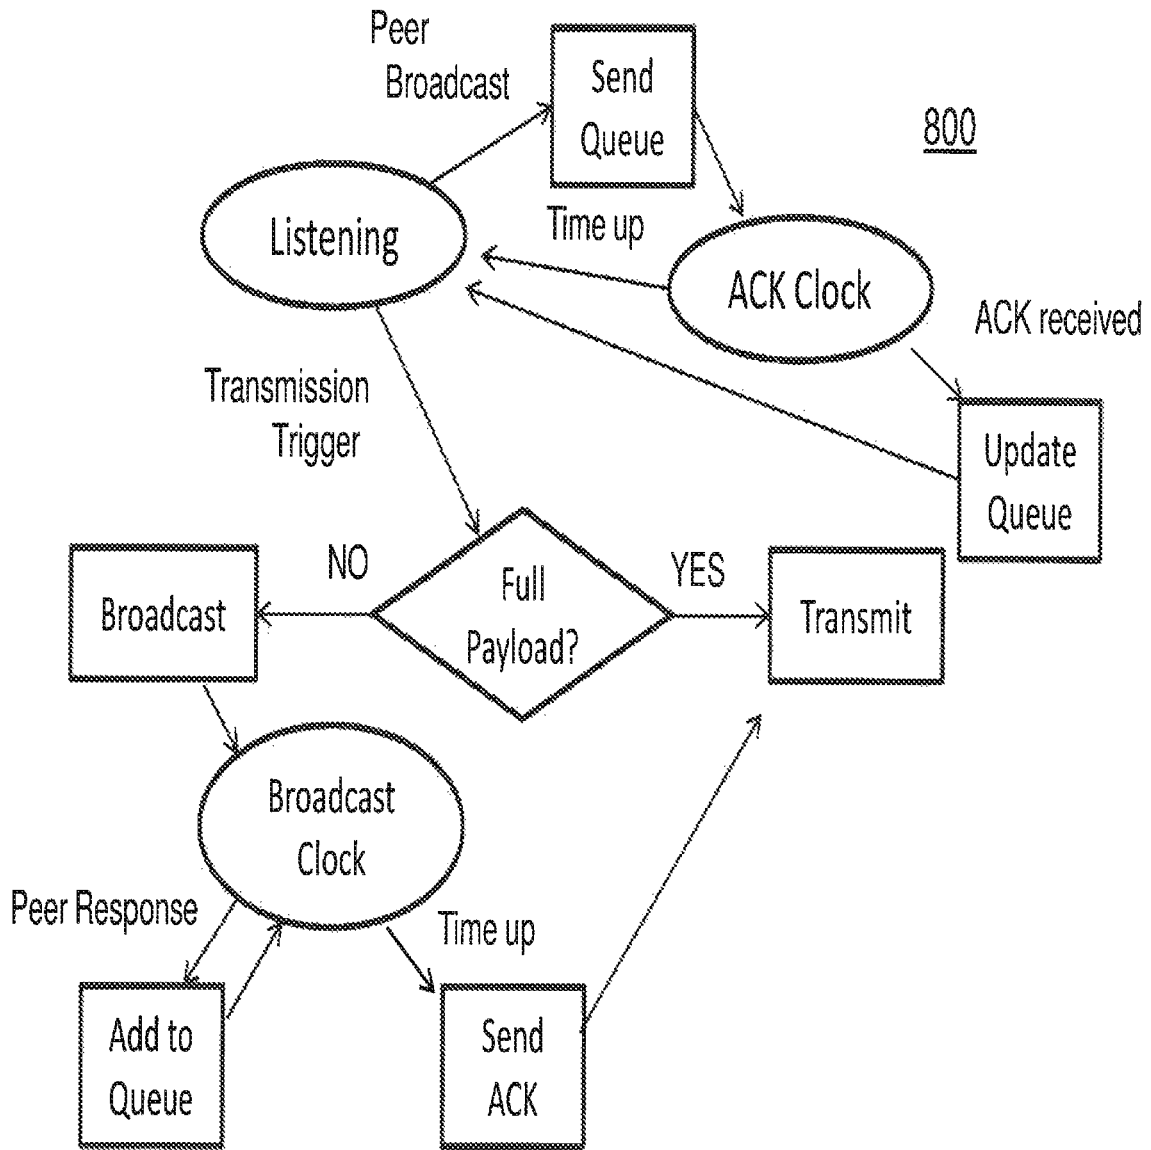 Peer
Broadcast
Send
Queue
800
Listening
Time up
ACK Clock
ACK received
Transmission
Trigger
Update
Queue
NO
Full
Payload?
YES
Broadcast
Transmit
Broadcast
Clock
Peer Response
Time up
Add to
Queue
Send
ACK